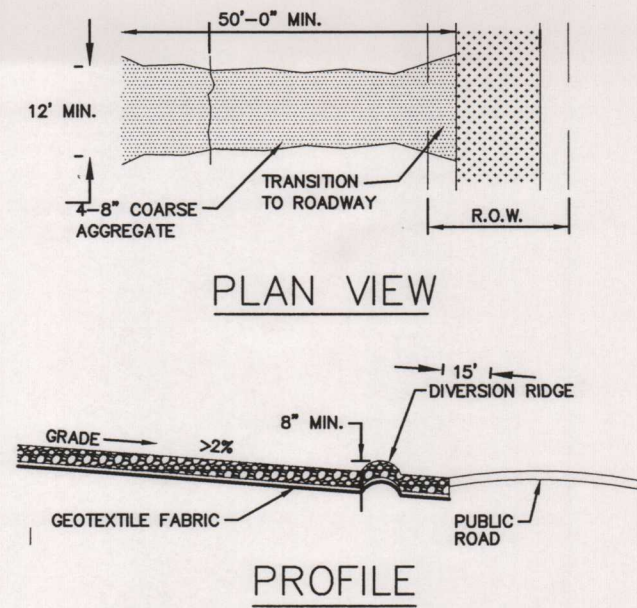 50'-0" MIN.
12' MIN.
TRANSITION
TO ROADWAY
4-8" COARSE
AGGREGATE
R.O.W.
PLAN VIEW
15'
DIVERSION RIDGE
8" MIN.
GRADE
>2%
GEOTEXTILE FABRIC
PUBLIC
ROAD
PROFILE